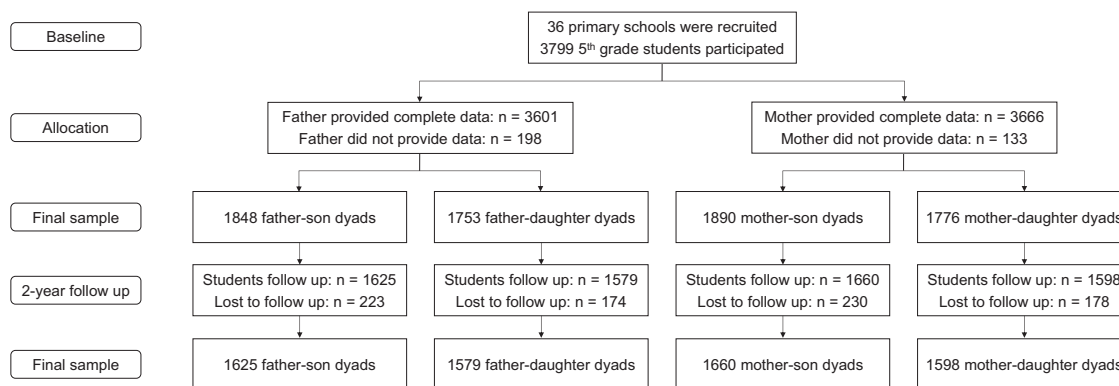 Baseline
36 primary schools were recruited
3799 5th grade students participated
Allocation
Father provided complete data: n = 3601
Father did not provide data: n = 198
Mother provided complete data: n = 3666
Mother did not provide data: n = 133
Final sample
1848 father-son dyads
1753 father-daughter dyads
1890 mother-son dyads
1776 mother-daughter dyads
2-year follow up
Students follow up: n = 1625
Lost to follow up: n = 223
Students follow up: n = 1579
Lost to follow up: n = 174
Students follow up: n = 1660
Lost to follow up: n = 230
Students follow up: n = 1598
Lost to follow up: n = 178
Final sample
1625 father-son dyads
1579 father-daughter dyads
1660 mother-son dyads
1598 mother-daughter dyads